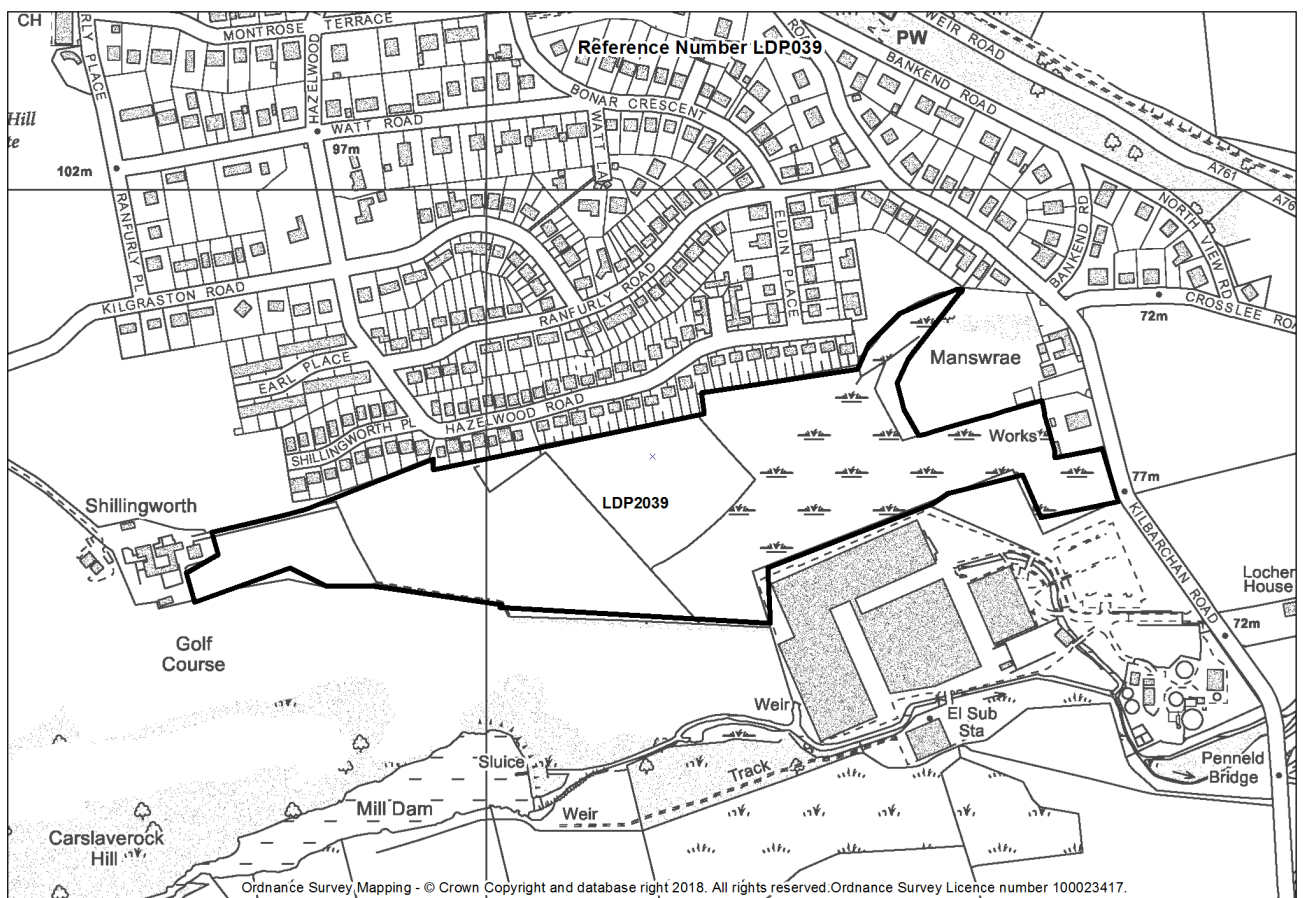 CH
MONTROSE TERRACE
RLY PLACE
HAZELWOOD
Reference Number LDP039
RO
WEIR ROAD
PW
BANKEND ROAD
Hill
te
WATT ROAD
BONAR CRESCENT
WATT LA
97m
102m
A761
A76
RANFURLY PL
ELDIN PLACE
BANKEND RD
NORTH VIEW RD
KILGRASTON ROAD
RANFURLY ROAD
CROSSLEE ROA
72m
EARL PLACE
Manswrae
HAZELWOOD ROAD
SHILLINGWORTH PL
Works
Shillingworth
LDP2039
77m
KILBARCHAN ROAD
Locher
House
72m
Golf
Course
Weir
El Sub
Sta
Sluice
Track
Penneld
Bridge
Mill Dam
Weir
Carslaverock
Hill
Ordnance Survey Mapping - © Crown Copyright and database right 2018. All rights reserved.Ordnance Survey Licence number 100023417.